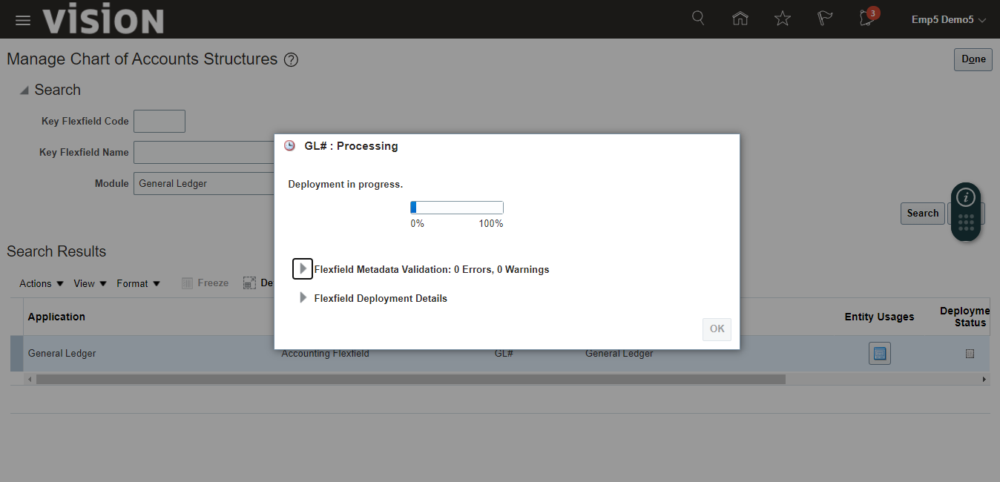 VISION
3
Emp5 Demo5
Manage Chart of Accounts Structures ?
Done
Search
Key Flexfield Code
Key Flexfield Name
Module General Ledger
Search
GL# : Processing
Deployment in progress.
0% 100%
Flexfield Metadata Validation: 0 Errors, 0 Warnings
Flexfield Deployment Details
OK
Search Results
Actions View Format Freeze De
Application Entity Usages Deployme
Status
General Ledger Accounting Flexfield GL# General Ledger